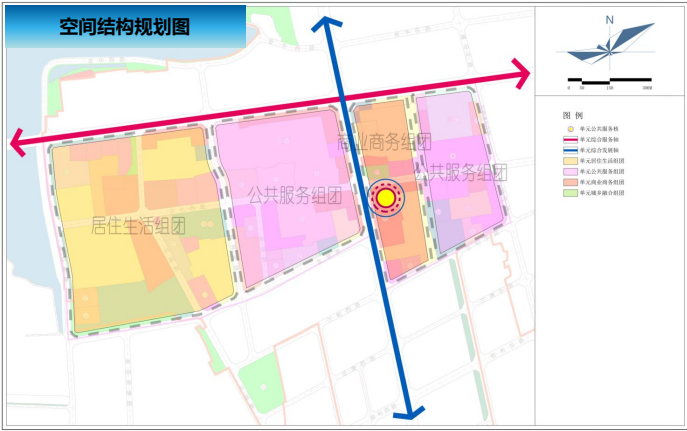 空间结构规划图
N
图 例
单元公共服务核
单元综合服务轴
单元综合发展轴
单元居住生活组团
单元公共服务组团
单元商业商务组团
单元城乡融合组团
商业商务组团
公共服务组团
公共服务组团
居住生活组团